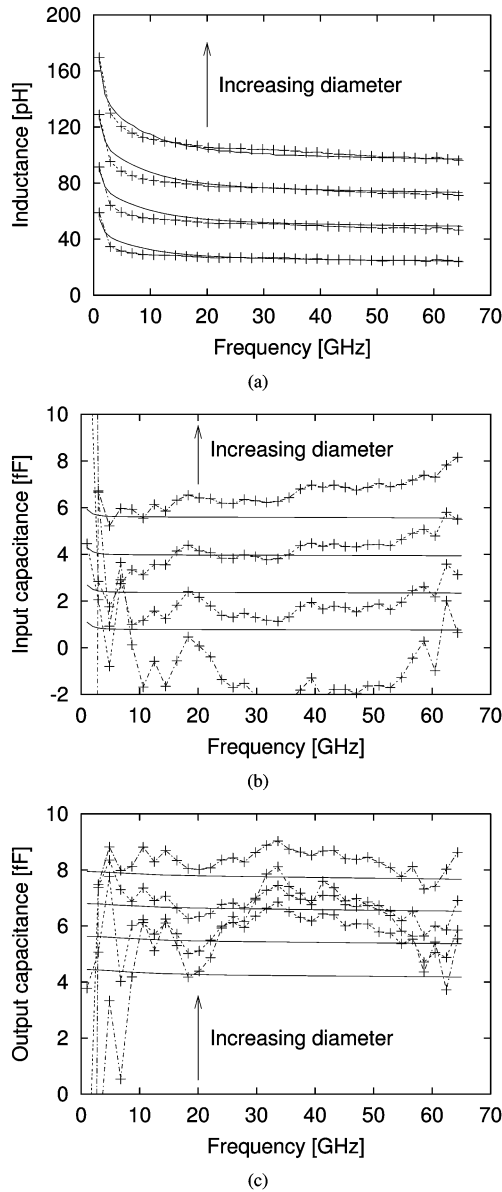 200
160
120
80
40
0
Inductance [pH]
Increasing diameter
0 10 20 30 40 50 60 70
Frequency [GHz]
(a)
10
8
6
4
2
0
-2
Input capacitance [fF]
Increasing diameter
0 10 20 30 40 50 60 70
Frequency [GHz]
(b)
10
8
6
4
2
0
Output capacitance [fF]
Increasing diameter
0 10 20 30 40 50 60 70
Frequency [GHz]
(c)